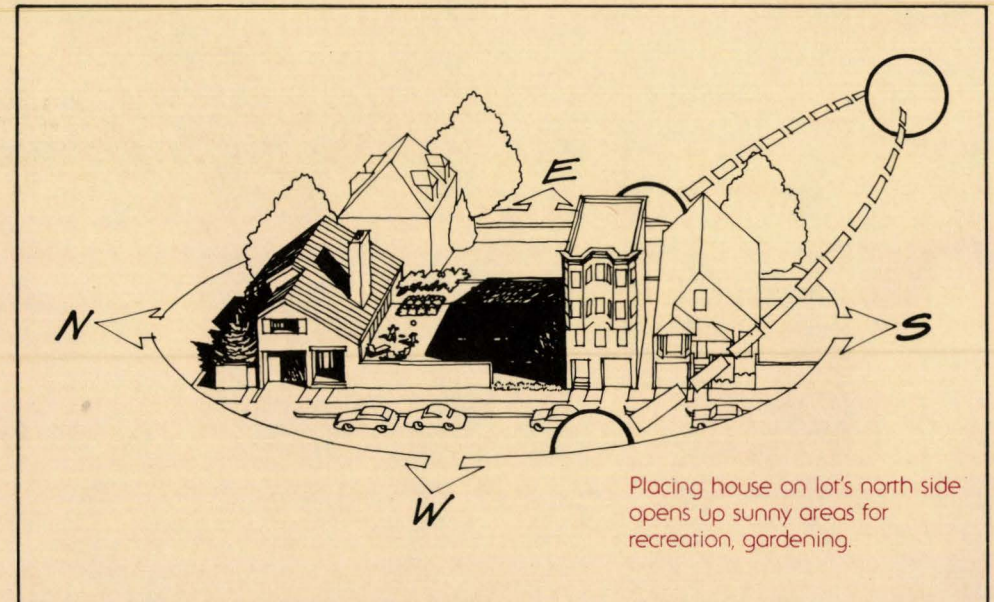 E
N
S
W
Placing house on lot's north side
opens up sunny areas for
recreation, gardening.